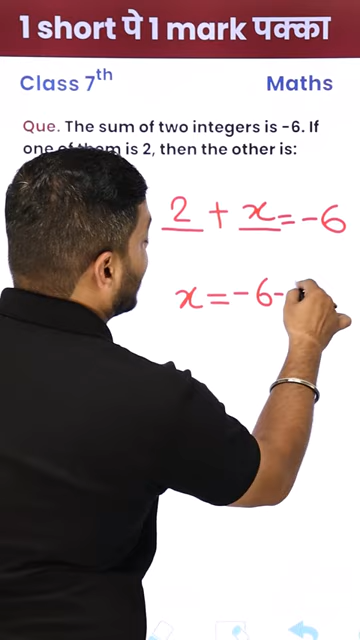 1 short पे 1 mark पक्का
Class 7th
Maths
Que. The sum of two integers is -6. If
one of them is 2, then the other is:
2 + x = -6
x = -6 -